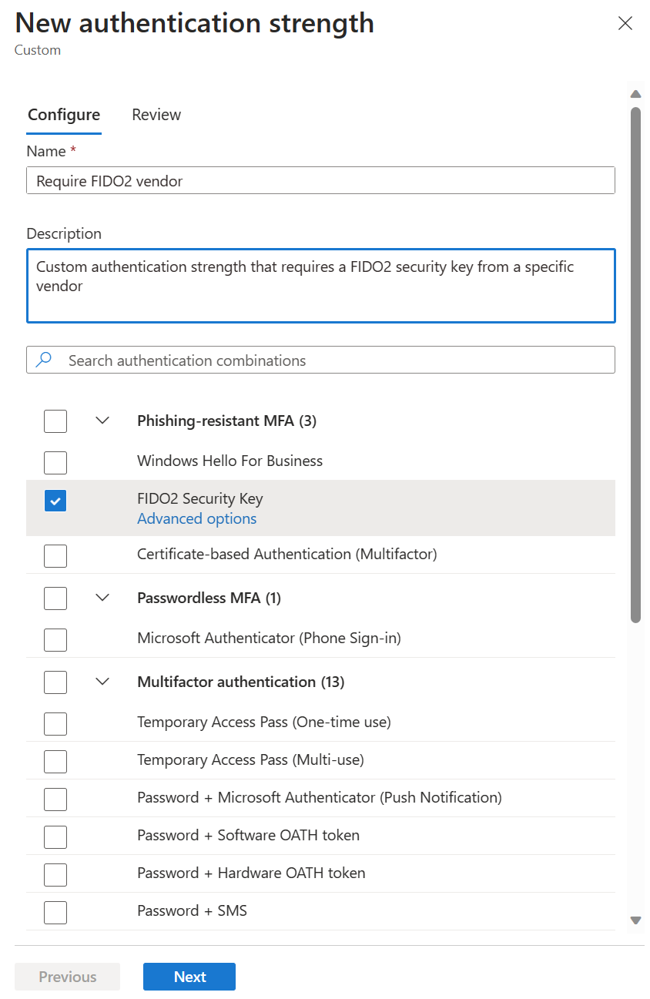 New authentication strength
Custom
Configure
Review
Name *
Require FIDO2 vendor
Description
Custom authentication strength that requires a FIDO2 security key from a specific
vendor
Search authentication combinations
Phishing-resistant MFA (3)
Windows Hello For Business
FIDO2 Security Key
Advanced options
Certificate-based Authentication (Multifactor)
Passwordless MFA (1)
Microsoft Authenticator (Phone Sign-in)
Multifactor authentication (13)
Temporary Access Pass (One-time use)
Temporary Access Pass (Multi-use)
Password + Microsoft Authenticator (Push Notification)
Password + Software OATH token
Password + Hardware OATH token
Password + SMS
Previous
Next